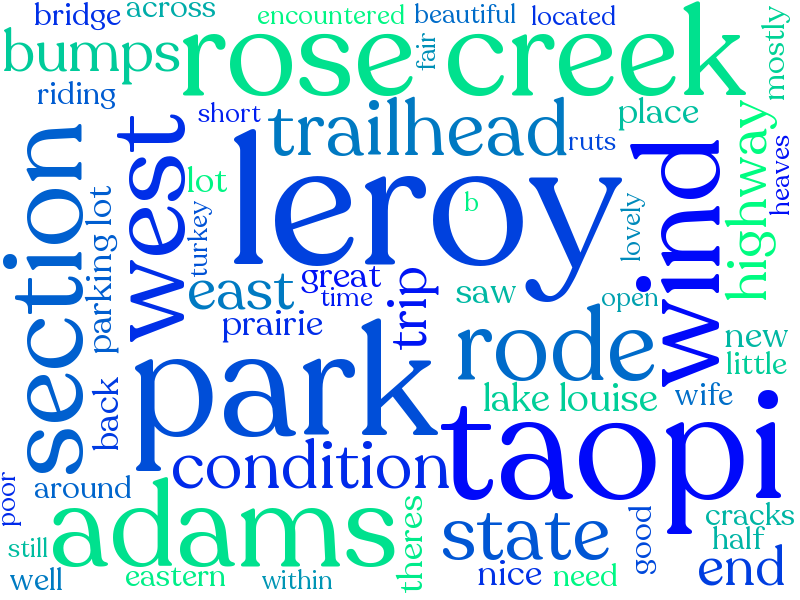 bridge
across
encountered
beautiful
located
bumps
rose creek
fair
mostly
riding
short
trailhead
ruts
place
section
west
leroy
wind
highway
heaves
parking lot
lot
turkey
b
lovely
east
great
time
trip
saw
open
prairie
rode
new
little
park
lake louise
wife
back
condition
taopi
poor
around
adams
theres
state
good
cracks
half
still
well
eastern
within
nice
need
end